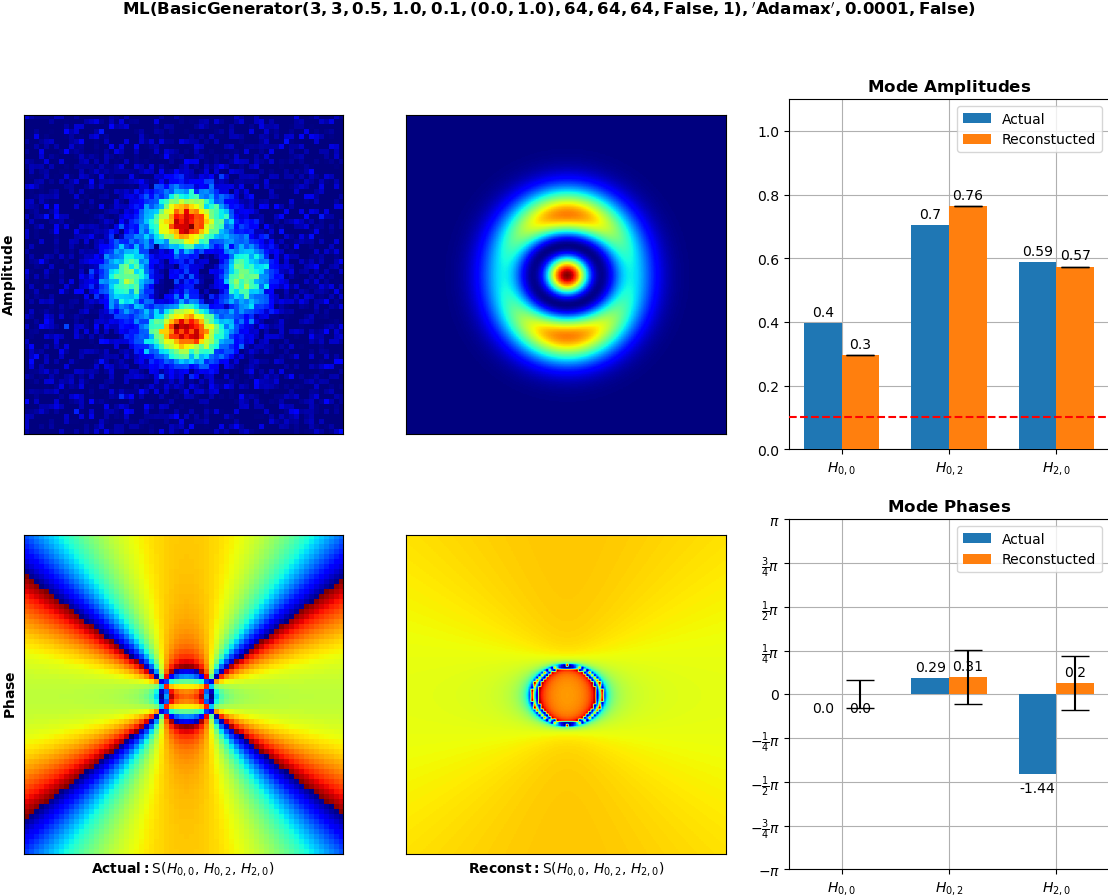 ML(BasicGenerator(3, 3, 0.5, 1.0, 0.1, (0.0, 1.0), 64, 64, 64, False, 1), ′Adamax′, 0.0001, False)
Amplitude
Mode Amplitudes
Actual
Reconstucted
1.0
0.8
0.6
0.4
0.2
0.0
0.4
0.3
0.7
0.76
0.59
0.57
H0,0
H0,2
H2,0
Phase
Actual: S(H0,0, H0,2, H2,0)
Reconst: S(H0,0, H0,2, H2,0)
Mode Phases
Actual
Reconstucted
π
3/4π
1/2π
1/4π
0
−1/4π
−1/2π
−3/4π
−π
0.0
0.0
0.29
0.31
-1.44
0.2
H0,0
H0,2
H2,0